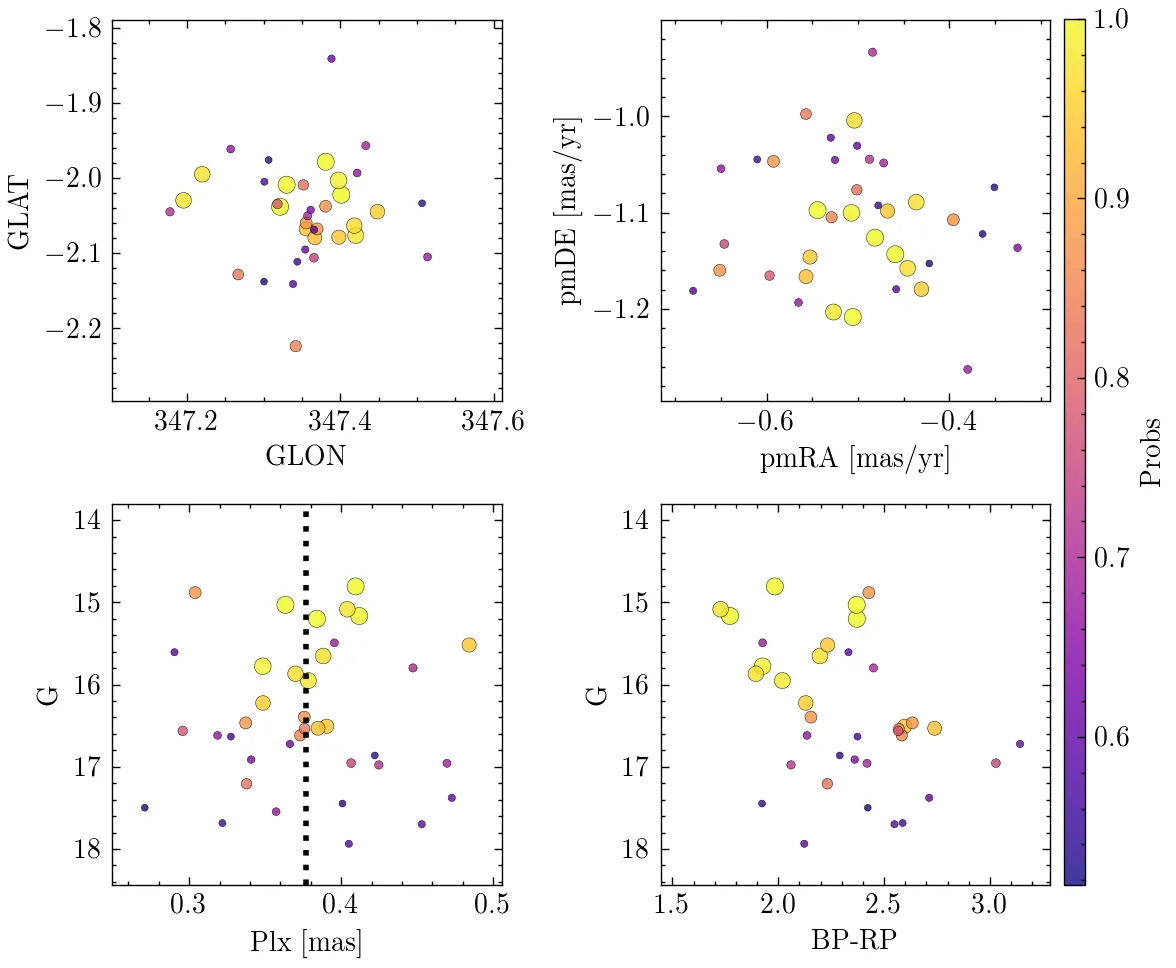 −1.8
−1.9
−2.0
−2.1
−2.2
GLAT
347.2 347.4 347.6
GLON
−1.0
−1.1
−1.2
pmDE [mas/yr]
−0.6 −0.4
pmRA [mas/yr]
14
15
16
17
18
G
0.3 0.4 0.5
Plx [mas]
14
15
16
17
18
G
1.5 2.0 2.5 3.0
BP-RP
1.0
0.9
0.8
0.7
0.6
Probs